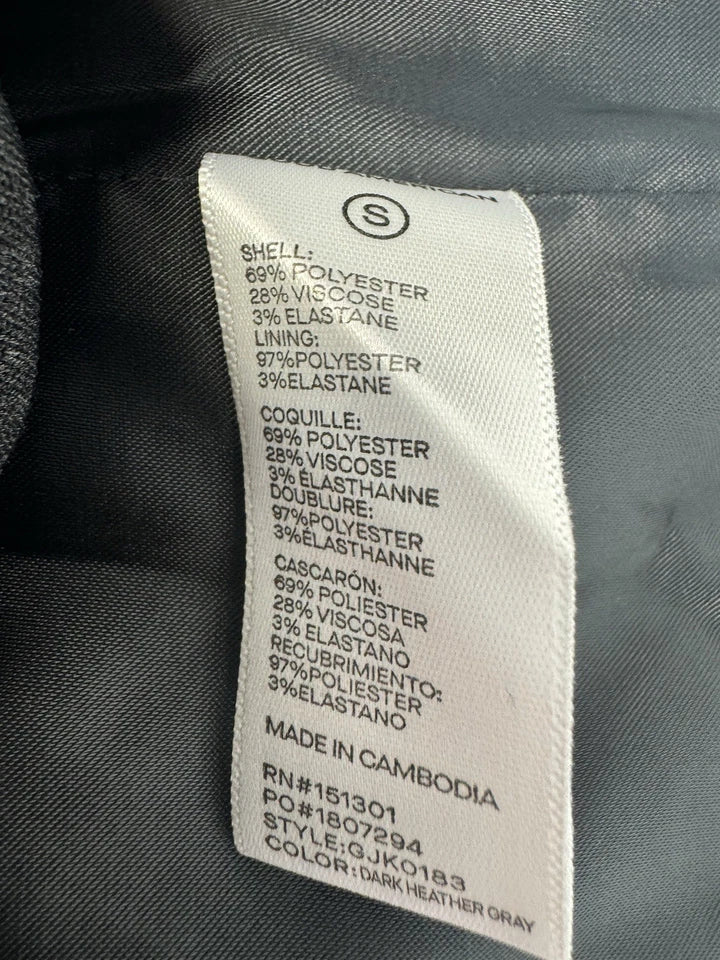 AMERICAN
S
SHELL:
69% POLYESTER
28% VISCOSE
3% ELASTANE
LINING:
97%POLYESTER
3%ELASTANE
COQUILLE:
69% POLYESTER
28% VISCOSE
3% ÉLASTHANNE
DOUBLURE:
97%POLYESTER
3%ÉLASTHANNE
CASCARÓN:
69% POLIESTER
28% VISCOSA
3% ELASTANO
RECUBRIMIENTO:
97%POLIESTER
3%ELASTANO
MADE IN CAMBODIA
RN#151301
PO#1807294
STYLE:GJK0183
COLOR:DARK HEATHER GRAY